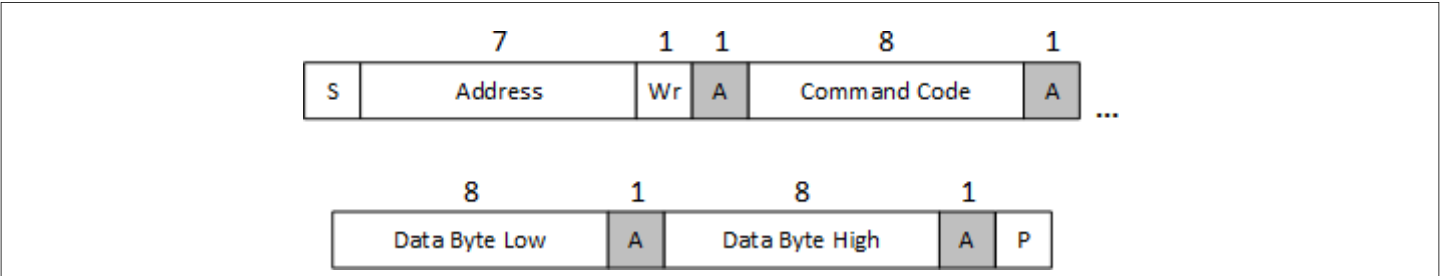 7 1 1 8 1
S Address Wr A Command Code A ...
8 1 8 1
Data Byte Low A Data Byte High A P